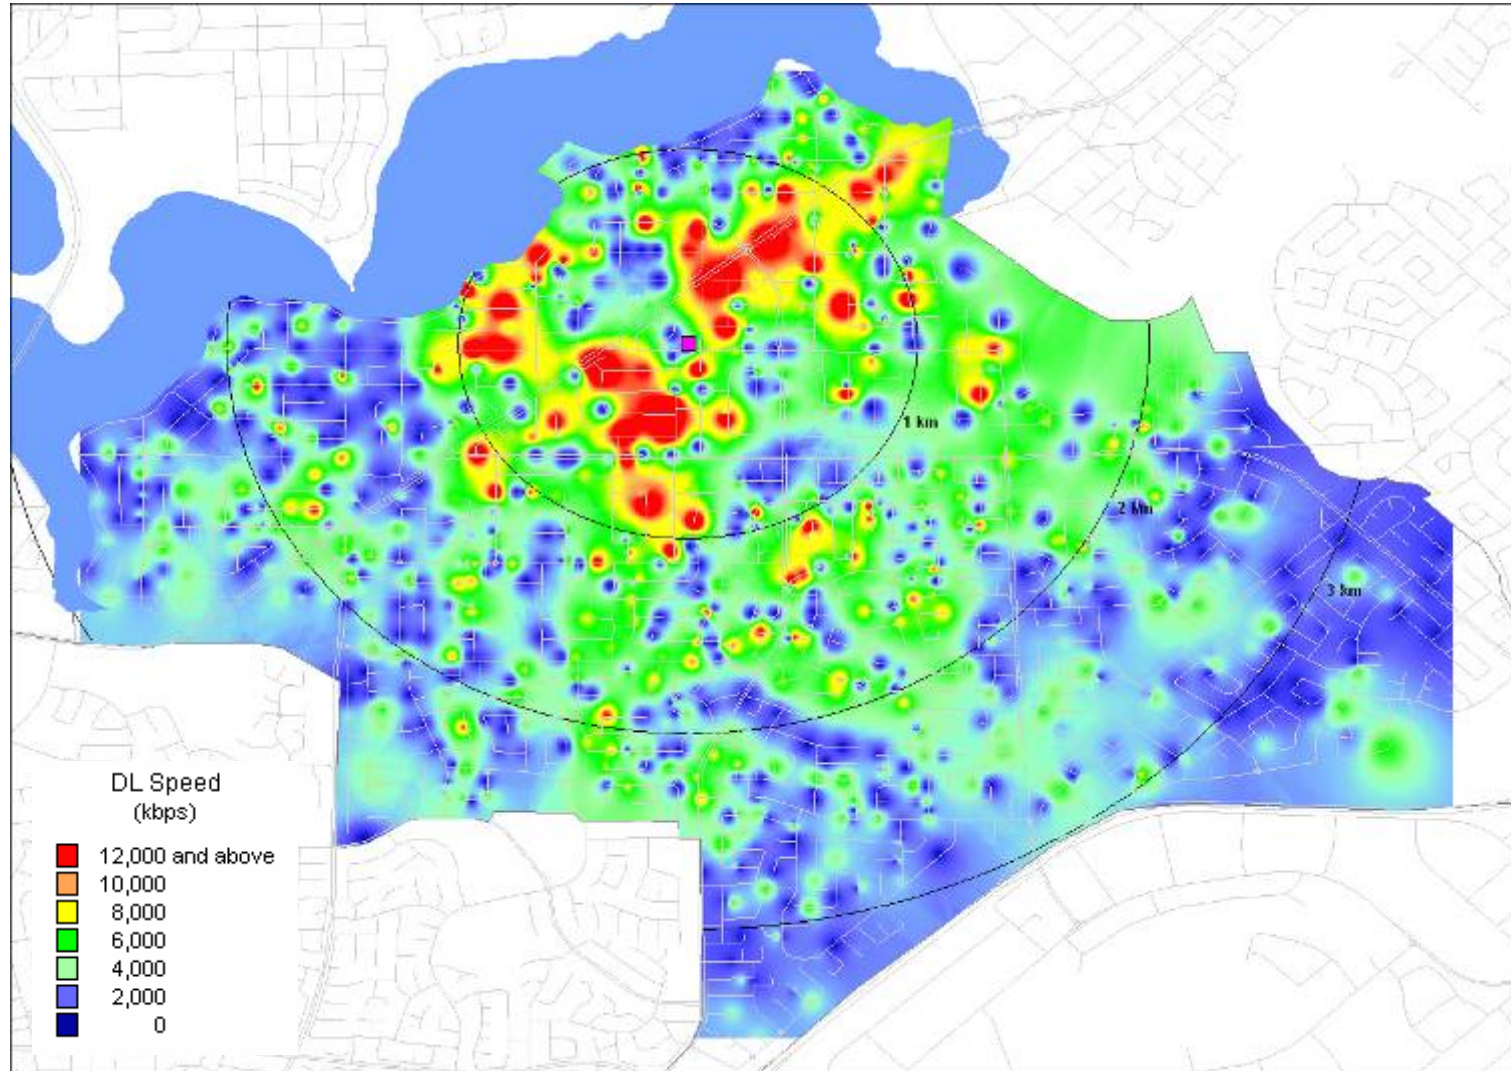 1 km
2 km
3 km
DL Speed
(kbps)
12,000 and above
10,000
8,000
6,000
4,000
2,000
0